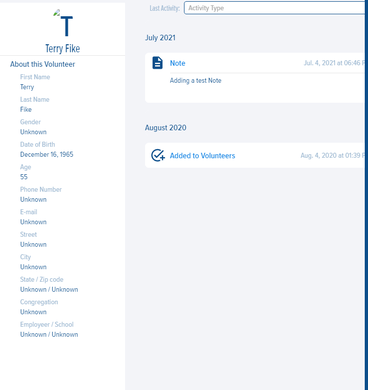 T
Terry Fike
About this Volunteer
First Name
Terry
Last Name
Fike
Gender
Unknown
Date of Birth
December 16, 1965
Age
55
Phone Number
Unknown
E-mail
Unknown
Street
Unknown
City
Unknown
State / Zip code
Unknown / Unknown
Congregation
Unknown
Employeer / School
Unknown / Unknown
Last Activity: Activity Type
July 2021
Note Jul. 4, 2021 at 06:46 P
Adding a test Note
August 2020
Added to Volunteers Aug. 4, 2020 at 01:39 P